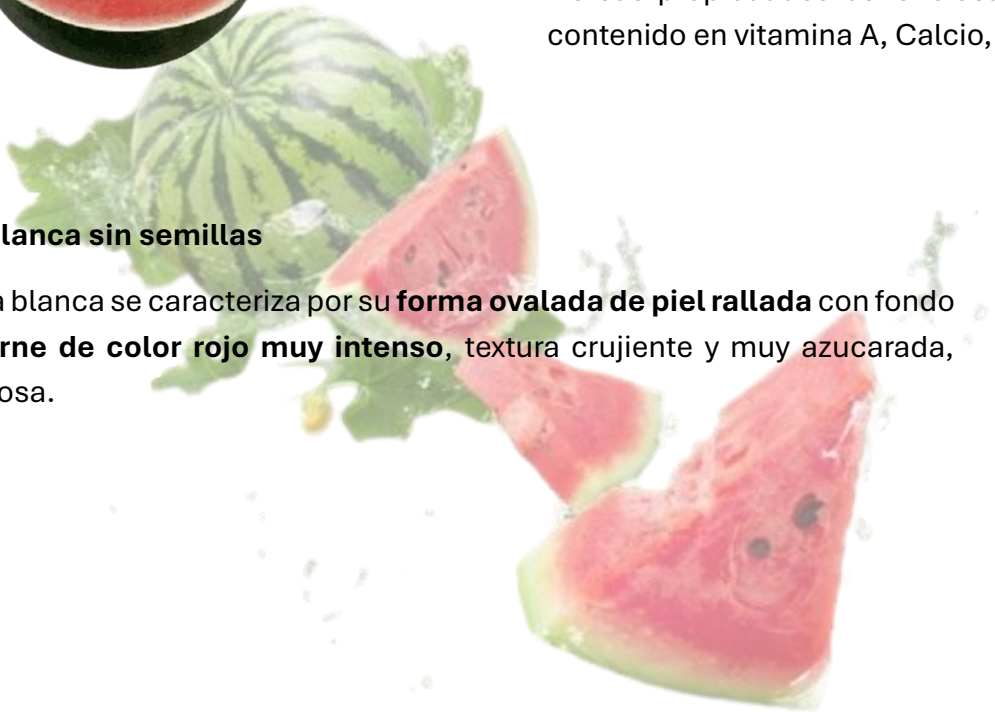 contenido en vitamina A, Calcio,
lanca sin semillas
a blanca se caracteriza por su forma ovalada de piel rallada con fondo
rne de color rojo muy intenso, textura crujiente y muy azucarada,
osa.